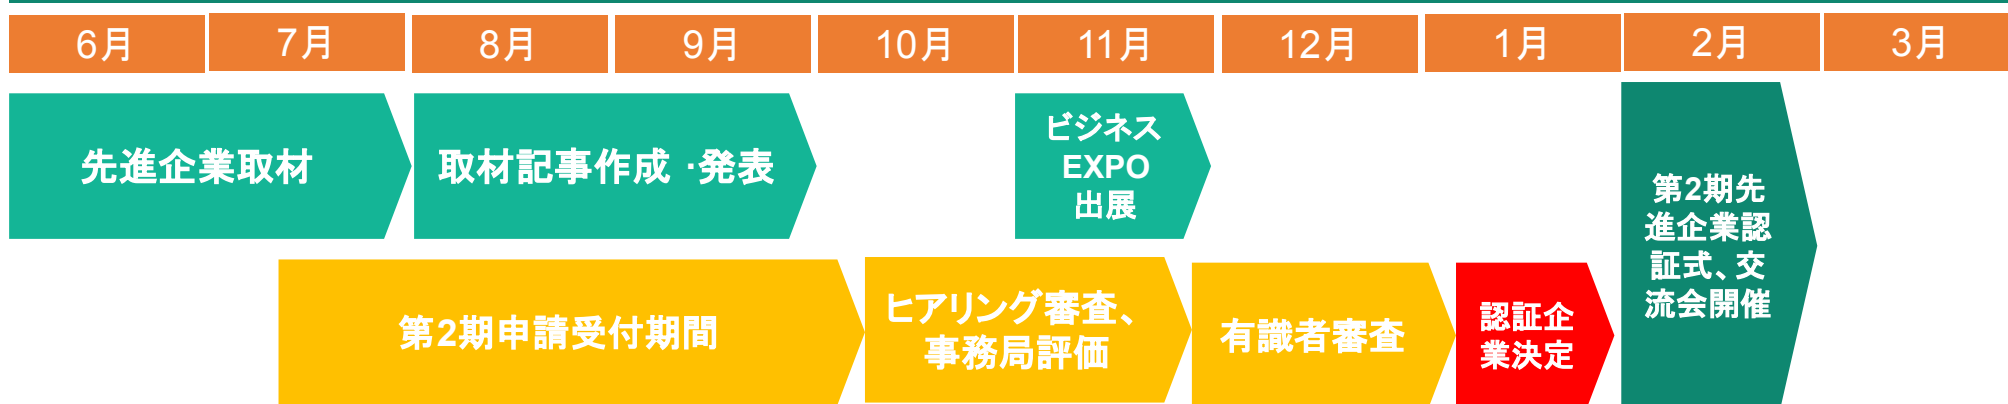 6月 7月 8月 9月 10月 11月 12月 1月 2月 3月
先進企業取材
取材記事作成・発表
ビジネス
EXPO
出展
第2期申請受付期間
ヒアリング審査、
事務局評価
有識者審査
認証企
業決定
第2期先
進企業認
証式、交
流会開催